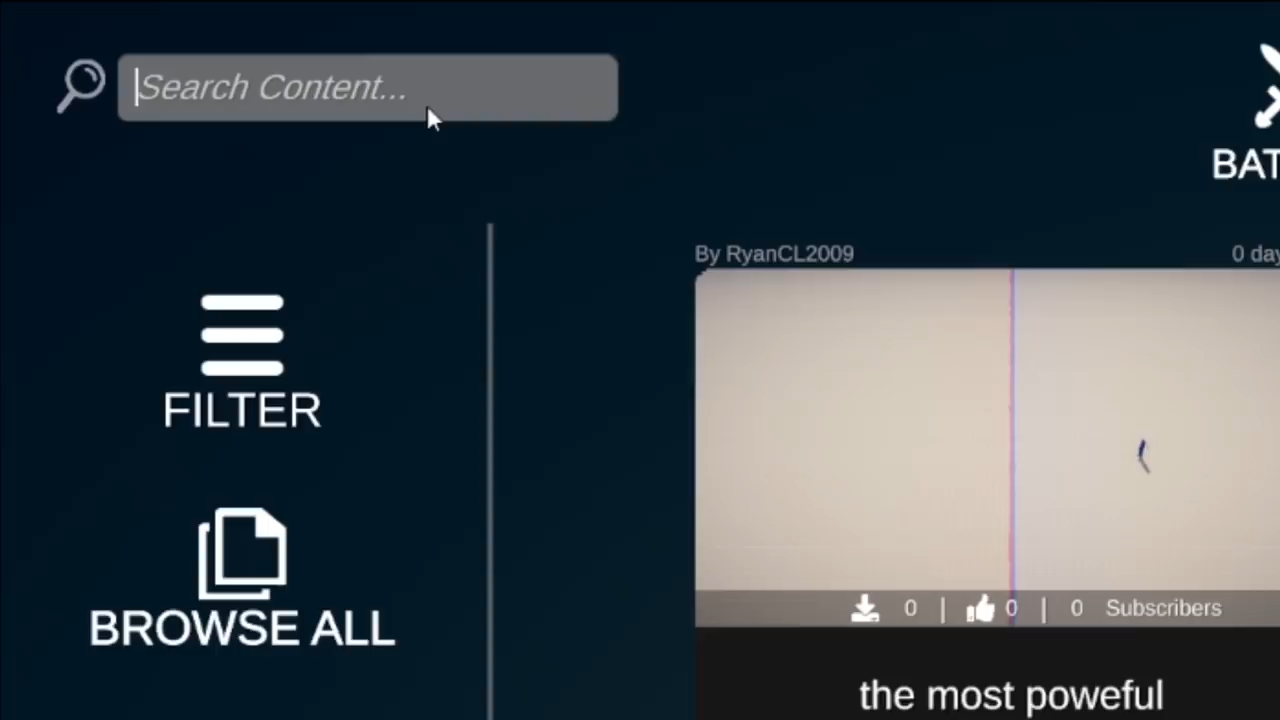 Search Content...
BAT
By RyanCL2009
0 day
FILTER
BROWSE ALL
0 | 0 | 0 Subscribers
the most poweful